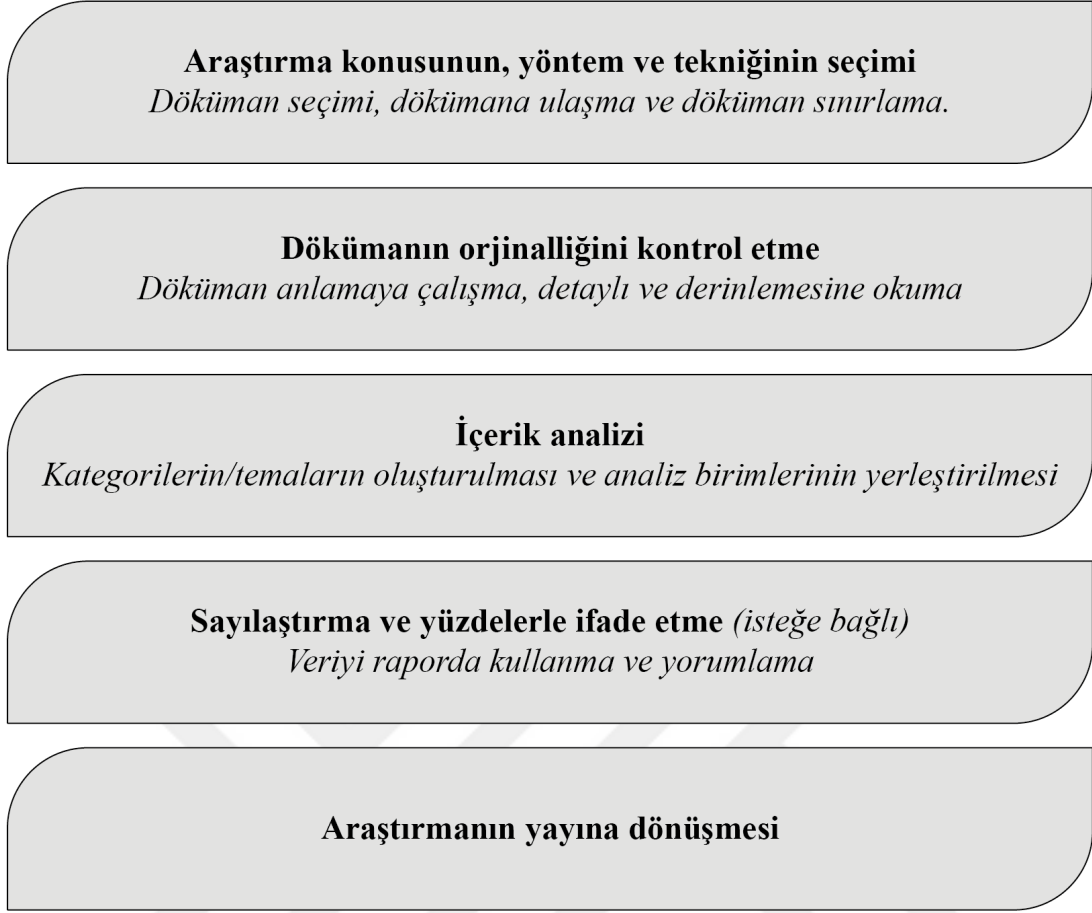 Araştırma konusunun, yöntem ve tekniğinin seçimi
Döküman seçimi, dökümana ulaşma ve döküman sınırlama.
Dökümanın orjinalliğini kontrol etme
Döküman anlamaya çalışma, detaylı ve derinlemesine okuma
İçerik analizi
Kategorilerin/temaların oluşturulması ve analiz birimlerinin yerleştirilmesi
Sayılaştırma ve yüzdelerle ifade etme (isteğe bağlı)
Veriyi raporda kullanma ve yorumlama
Araştırmanın yayına dönüşmesi